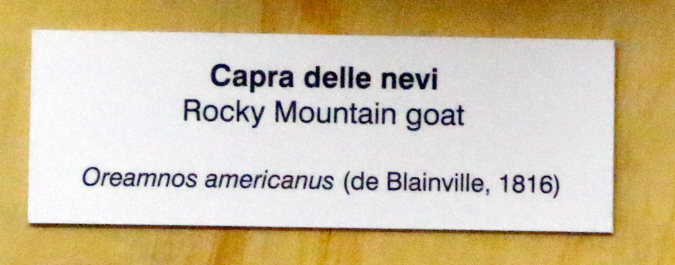 Capra delle nevi
Rocky Mountain goat
Oreamnos americanus (de Blainville, 1816)